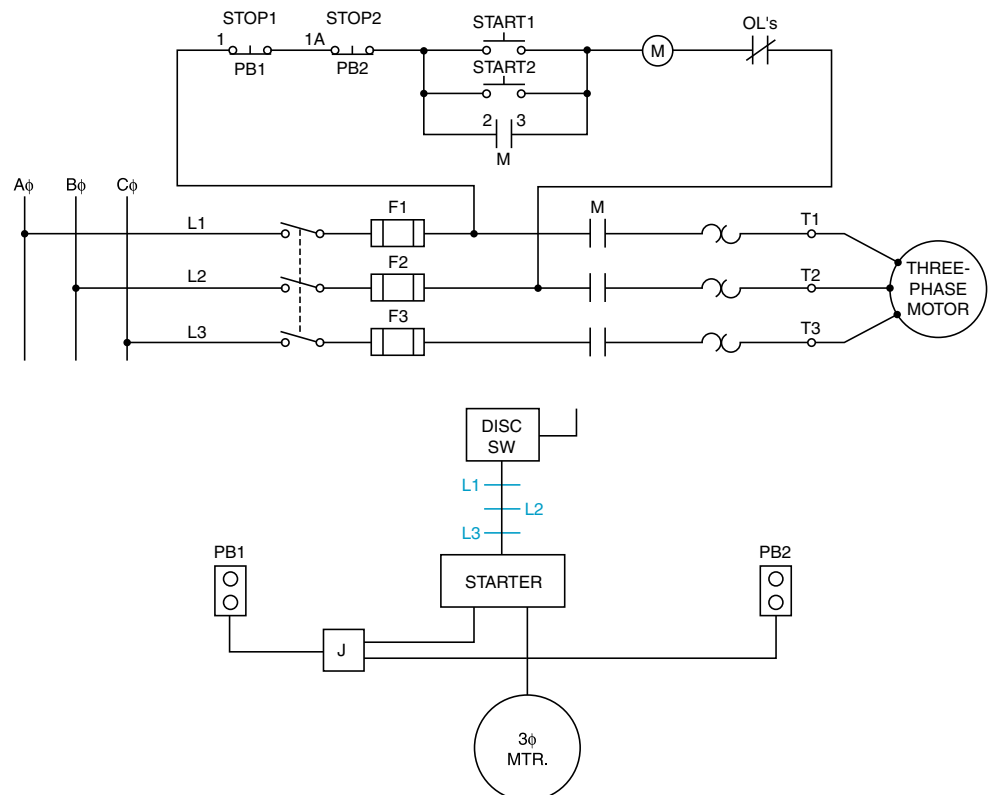 STOP1
STOP2
START1
OL's
1
1A
M
PB1
PB2
START2
2
3
M
Aϕ
Bϕ
Cϕ
L1
F1
M
T1
L2
F2
T2
THREE-
PHASE
MOTOR
L3
F3
T3
DISC
SW
L1
L2
L3
PB1
PB2
STARTER
J
3ϕ
MTR.